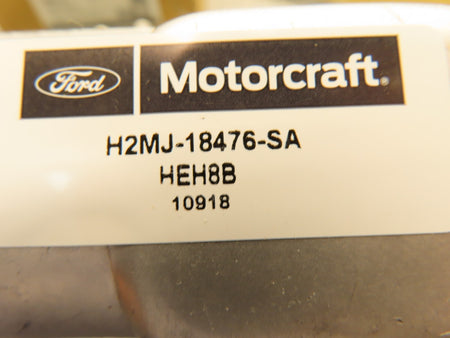 Ford Motorcraft®
H2MJ-18476-SA
HEH8B
10918